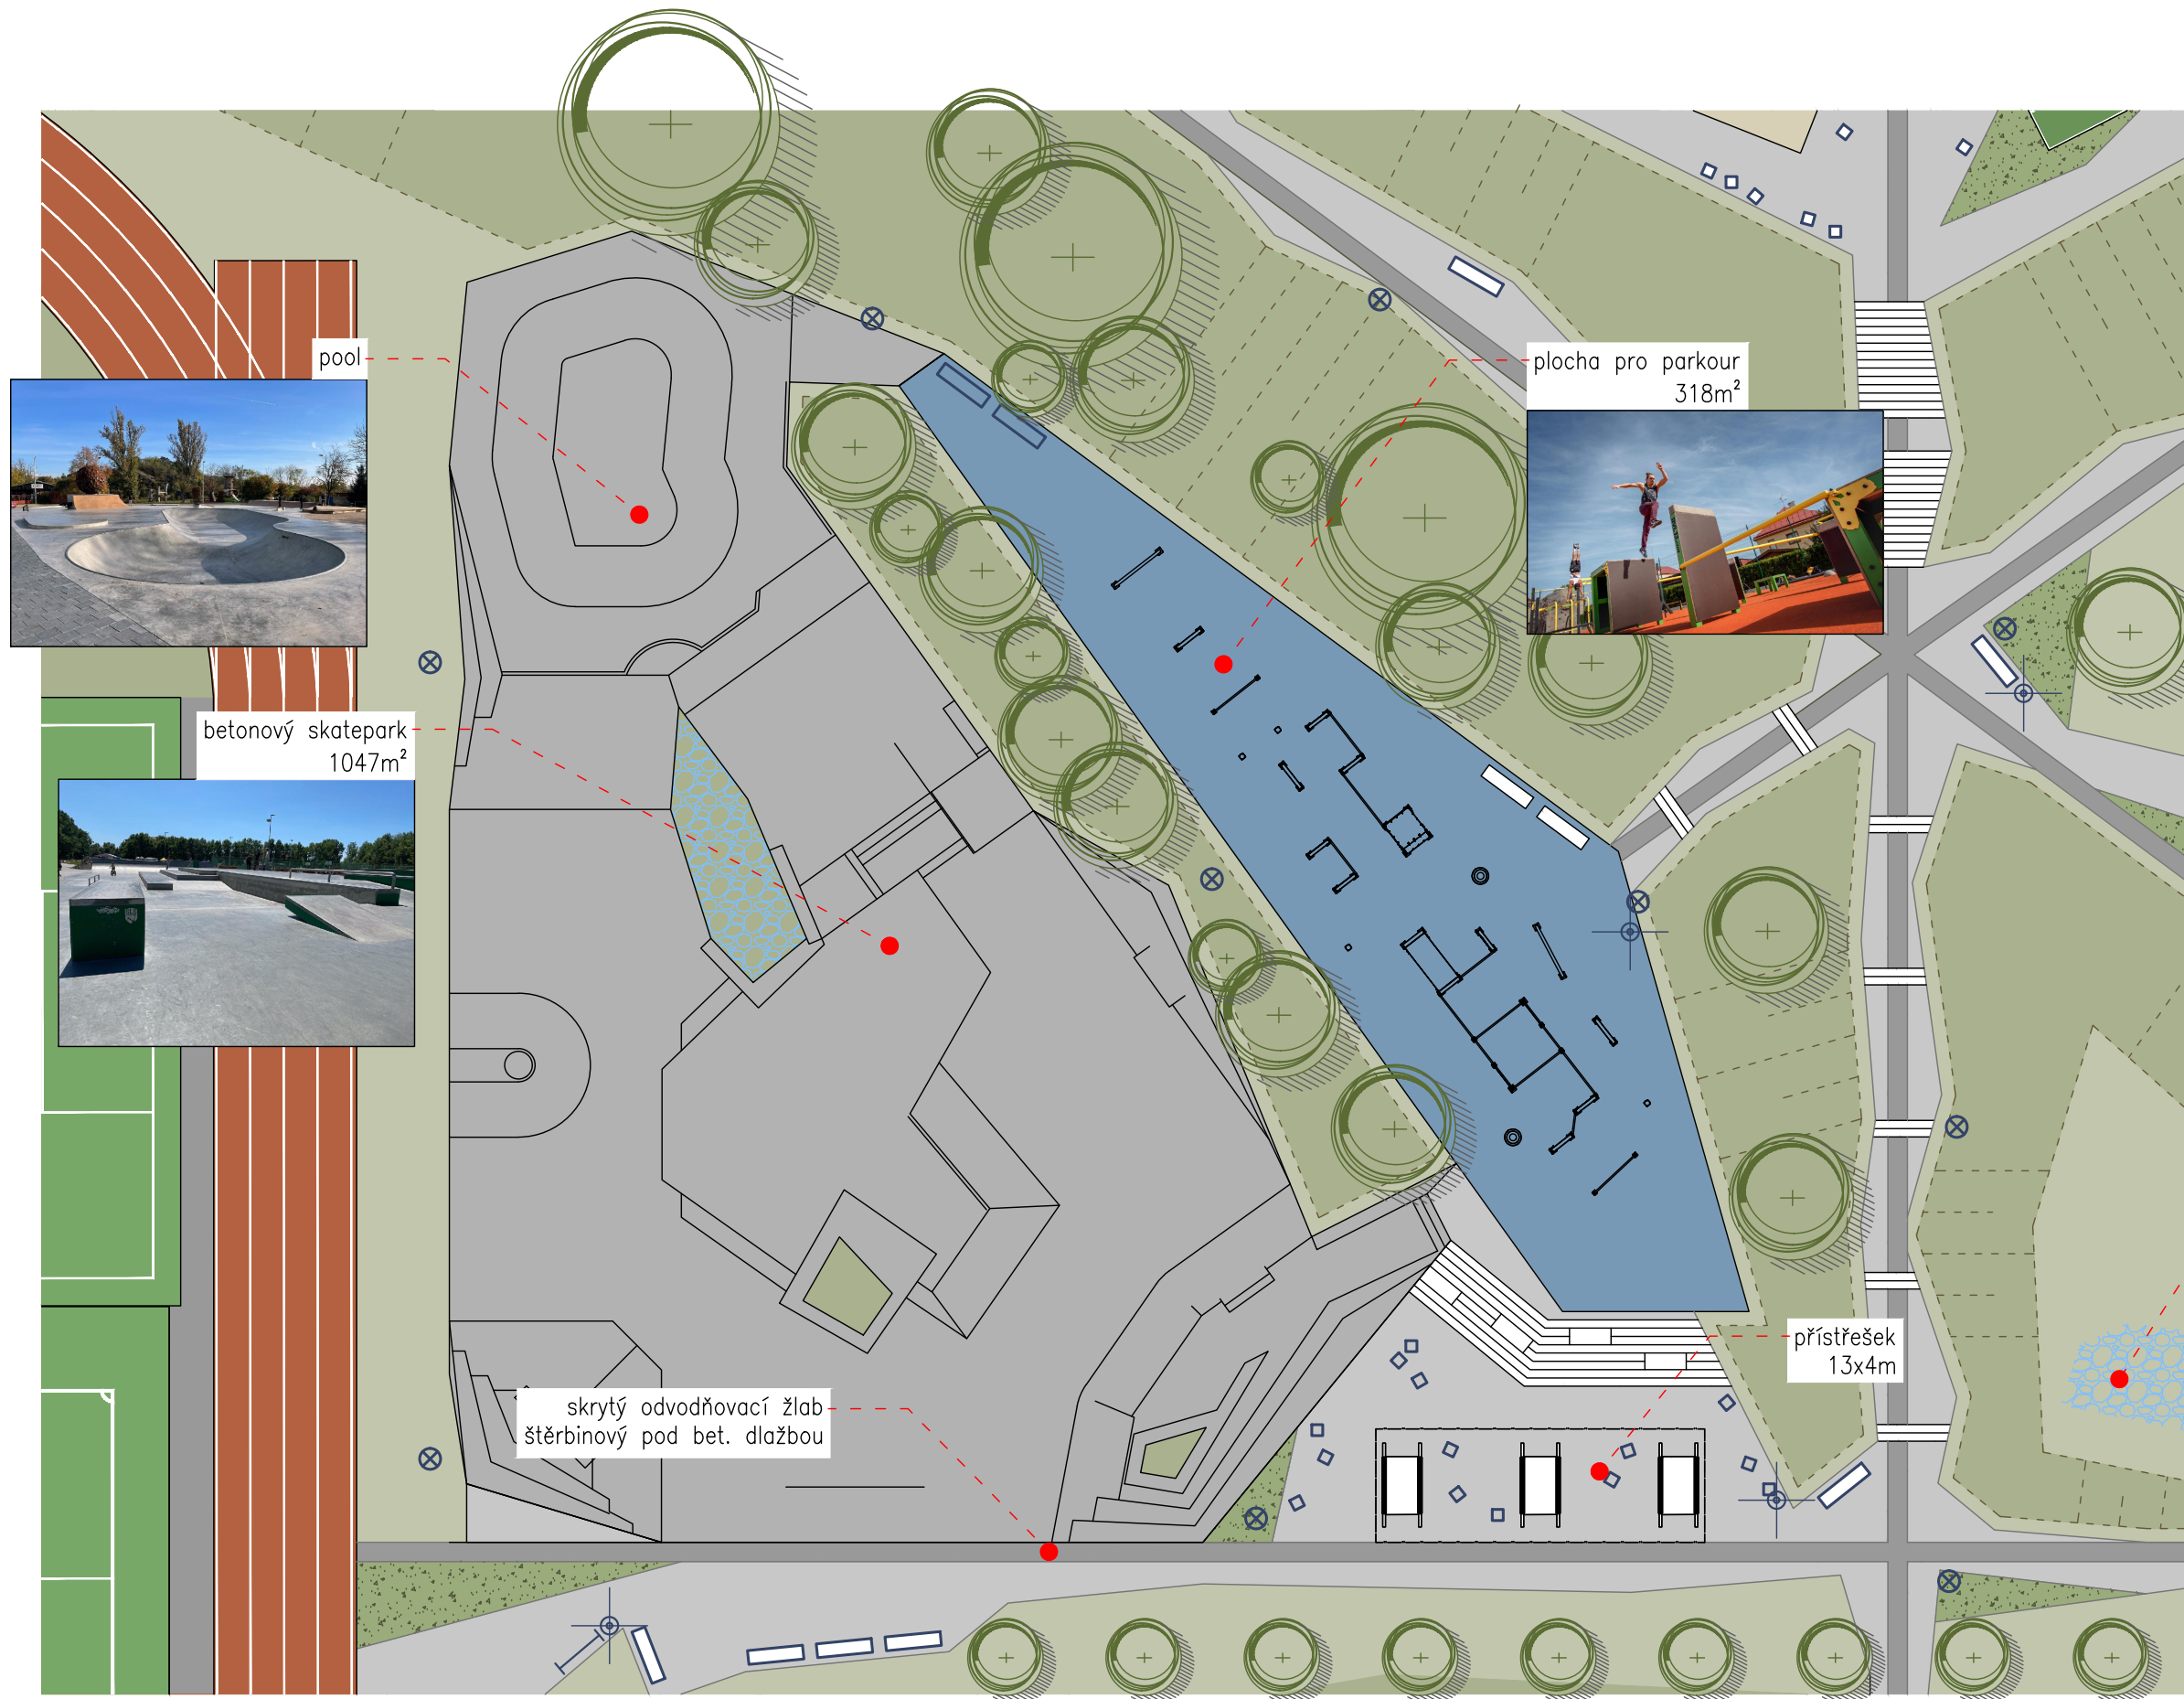 pool
plocha pro parkour
318m²
betonový skatepark
1047m²
přístřešek
13x4m
skrytý odvodňovací žlab
štěrbinový pod bet. dlažbou